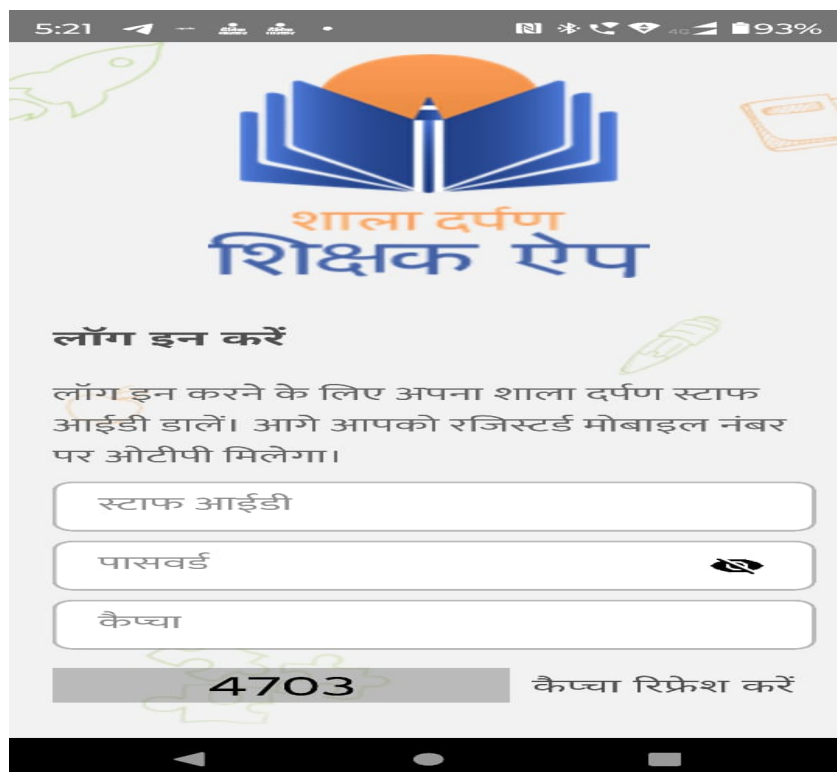 5:21 4G 93%
शाला दर्पण
शिक्षक ऐप
लॉग इन करें
लॉग इन करने के लिए अपना शाला दर्पण स्टाफ
आईडी डालें। आगे आपको रजिस्टर्ड मोबाइल नंबर
पर ओटीपी मिलेगा।
स्टाफ आईडी
पासवर्ड
कैप्चा
4703 कैप्चा रिफ्रेश करें